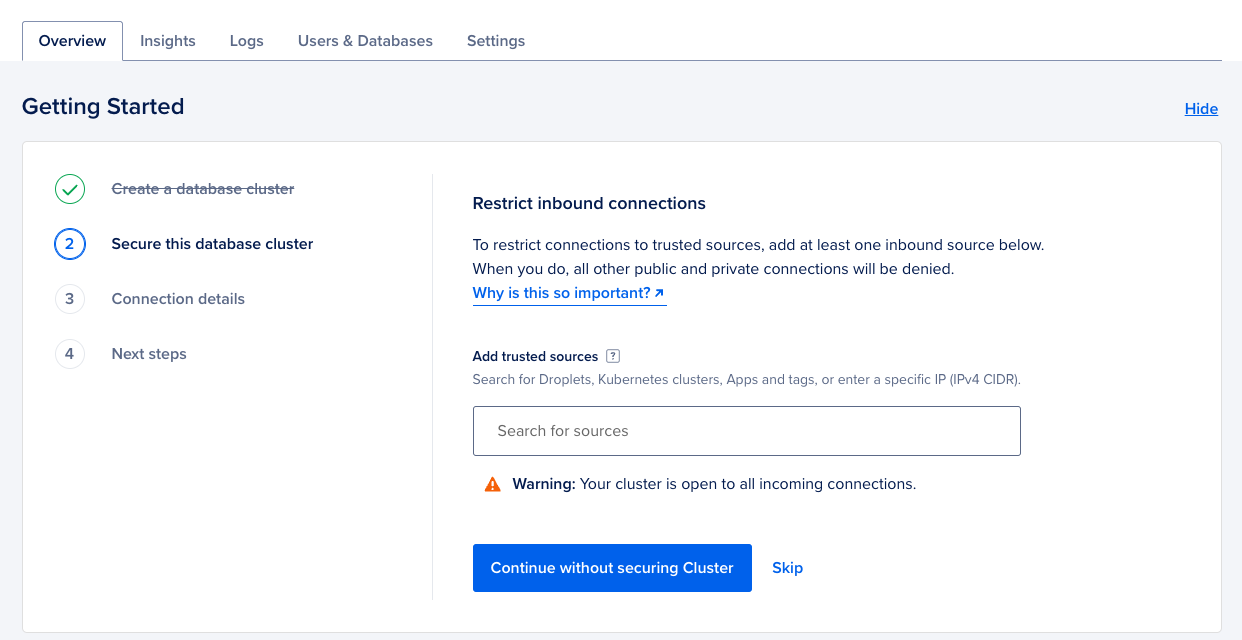 Overview Insights Logs Users & Databases Settings
Getting Started
Hide
Create a database cluster
2 Secure this database cluster
3 Connection details
4 Next steps
Restrict inbound connections
To restrict connections to trusted sources, add at least one inbound source below.
When you do, all other public and private connections will be denied.
Why is this so important?
Add trusted sources ?
Search for Droplets, Kubernetes clusters, Apps and tags, or enter a specific IP (IPv4 CIDR).
Search for sources
Warning: Your cluster is open to all incoming connections.
Continue without securing Cluster Skip